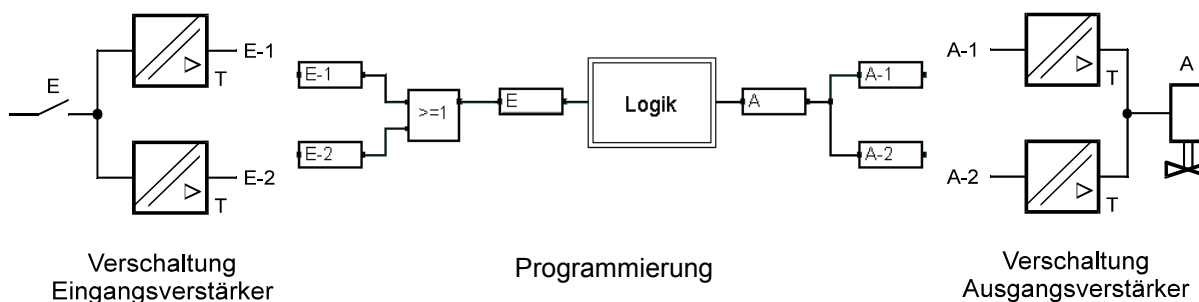 E
T
E-1
T
E-2
E-1
E-2
>=1
E
Logik
A
A-1
A-2
A-1
T
A-2
T
A
Verschaltung
Eingangsverstärker
Programmierung
Verschaltung
Ausgangsverstärker